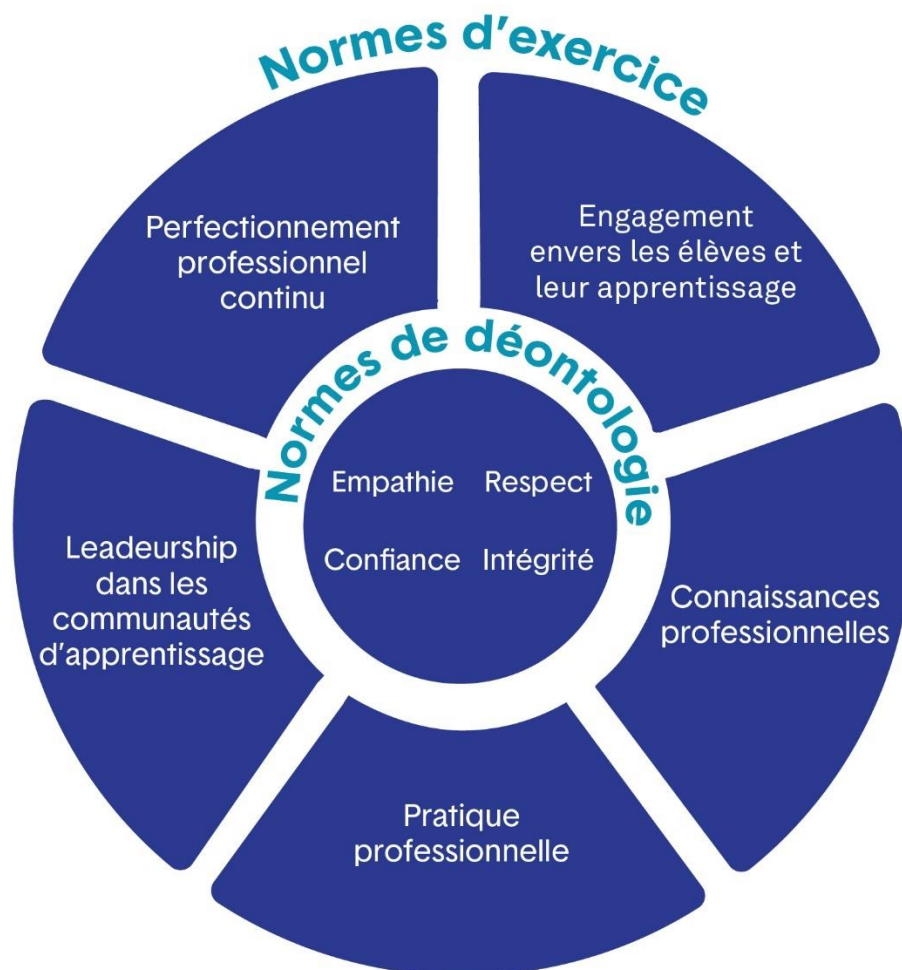 Normes d'exercice
Perfectionnement
professionnel
continu
Engagement
envers les élèves et
leur apprentissage
Normes de déontologie
Empathie Respect
Confiance Intégrité
Leadeurship
dans les
communautés
d'apprentissage
Connaissances
professionnelles
Pratique
professionnelle